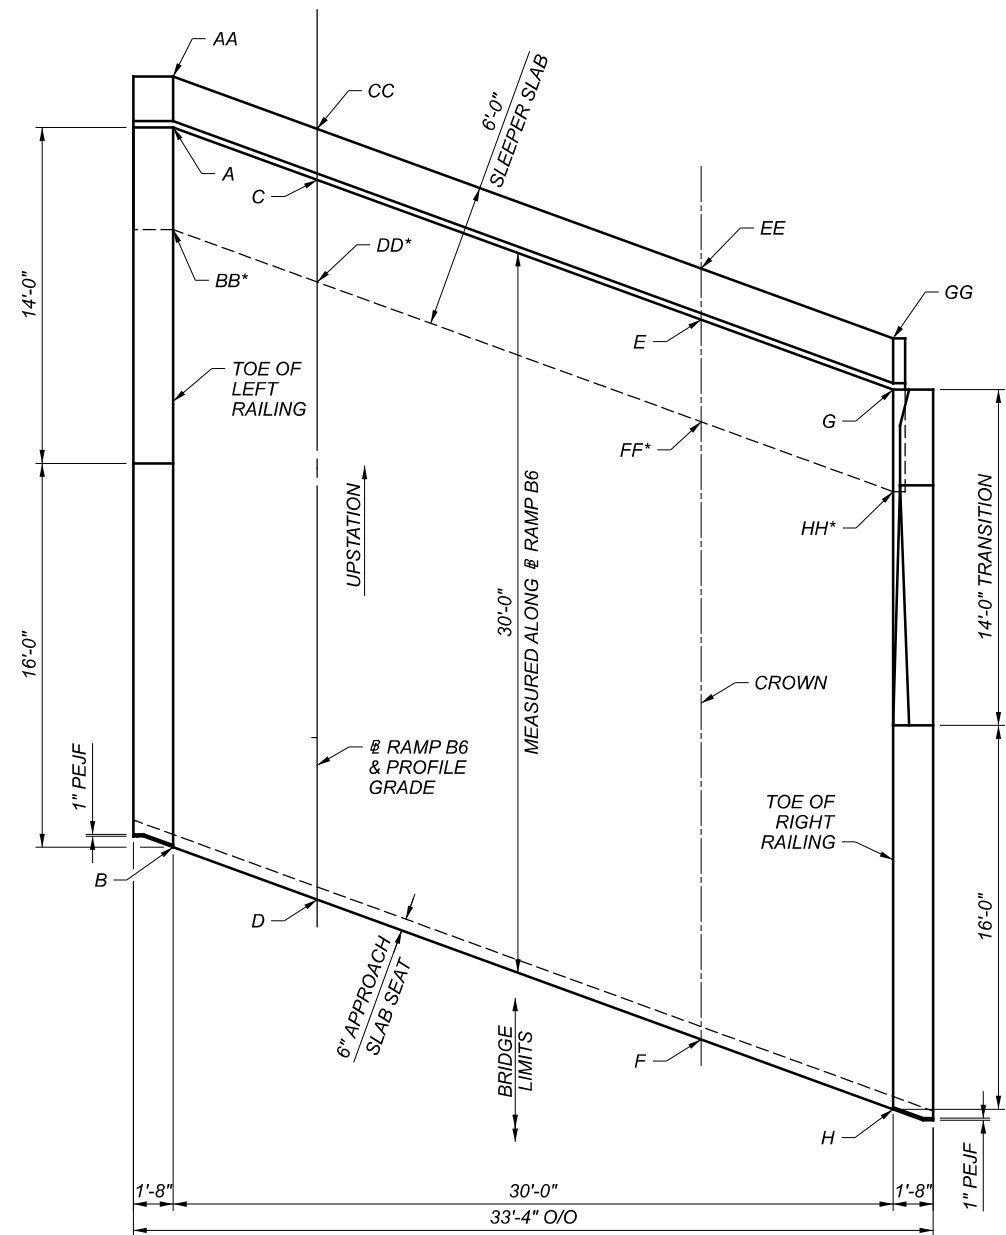 AA
CC
6'-0"
SLEEPER SLAB
A
C
EE
DD*
BB*
GG
14'-0"
E
TOE OF
LEFT
RAILING
G
FF*
UPSTATION
HH*
30'-0"
MEASURED ALONG ℄ RAMP B6
14'-0" TRANSITION
16'-0"
CROWN
℄ RAMP B6
& PROFILE
GRADE
1" PEJF
TOE OF
RIGHT
RAILING
B
D
16'-0"
6" APPROACH
SLAB SEAT
BRIDGE
LIMITS
F
H
1" PEJF
1'-8"
30'-0"
1'-8"
33'-4" O/O